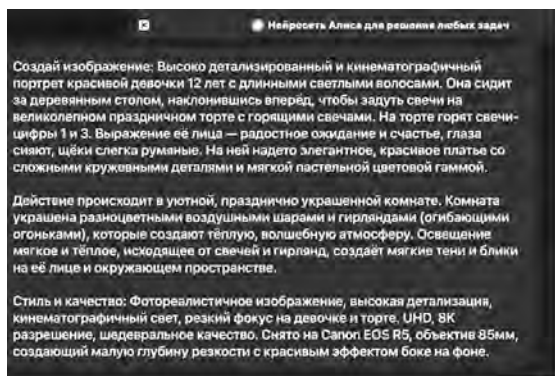 Нейросеть Алиса для решения любых задач
Создай изображение: Высоко детализированный и кинематографичный
портрет красивой девочки 12 лет с длинными светлыми волосами. Она сидит
за деревянным столом, наклонившись вперёд, чтобы задуть свечи на
великолепном праздничном торте с горящими свечами. На торте горят свечи-
цифры 1 и 3. Выражение её лица — радостное ожидание и счастье, глаза
сияют, щёки слегка румяные. На ней надето элегантное, красивое платье со
сложными кружевными деталями и мягкой пастельной цветовой гаммой.
Действие происходит в уютной, празднично украшенной комнате. Комната
украшена разноцветными воздушными шарами и гирляндами (огибающими
огоньками), которые создают тёплую, волшебную атмосферу. Освещение
мягкое и тёплое, исходящее от свечей и гирлянд, создаёт мягкие тени и блики
на её лице и окружающем пространстве.
Стиль и качество: Фотореалистичное изображение, высокая детализация,
кинематографичный свет, резкий фокус на девочке и торте. UHD, 8K
разрешение, шедевральное качество. Снято на Canon EOS R5, объектив 85мм,
создающий малую глубину резкости с красивым эффектом боке на фоне.